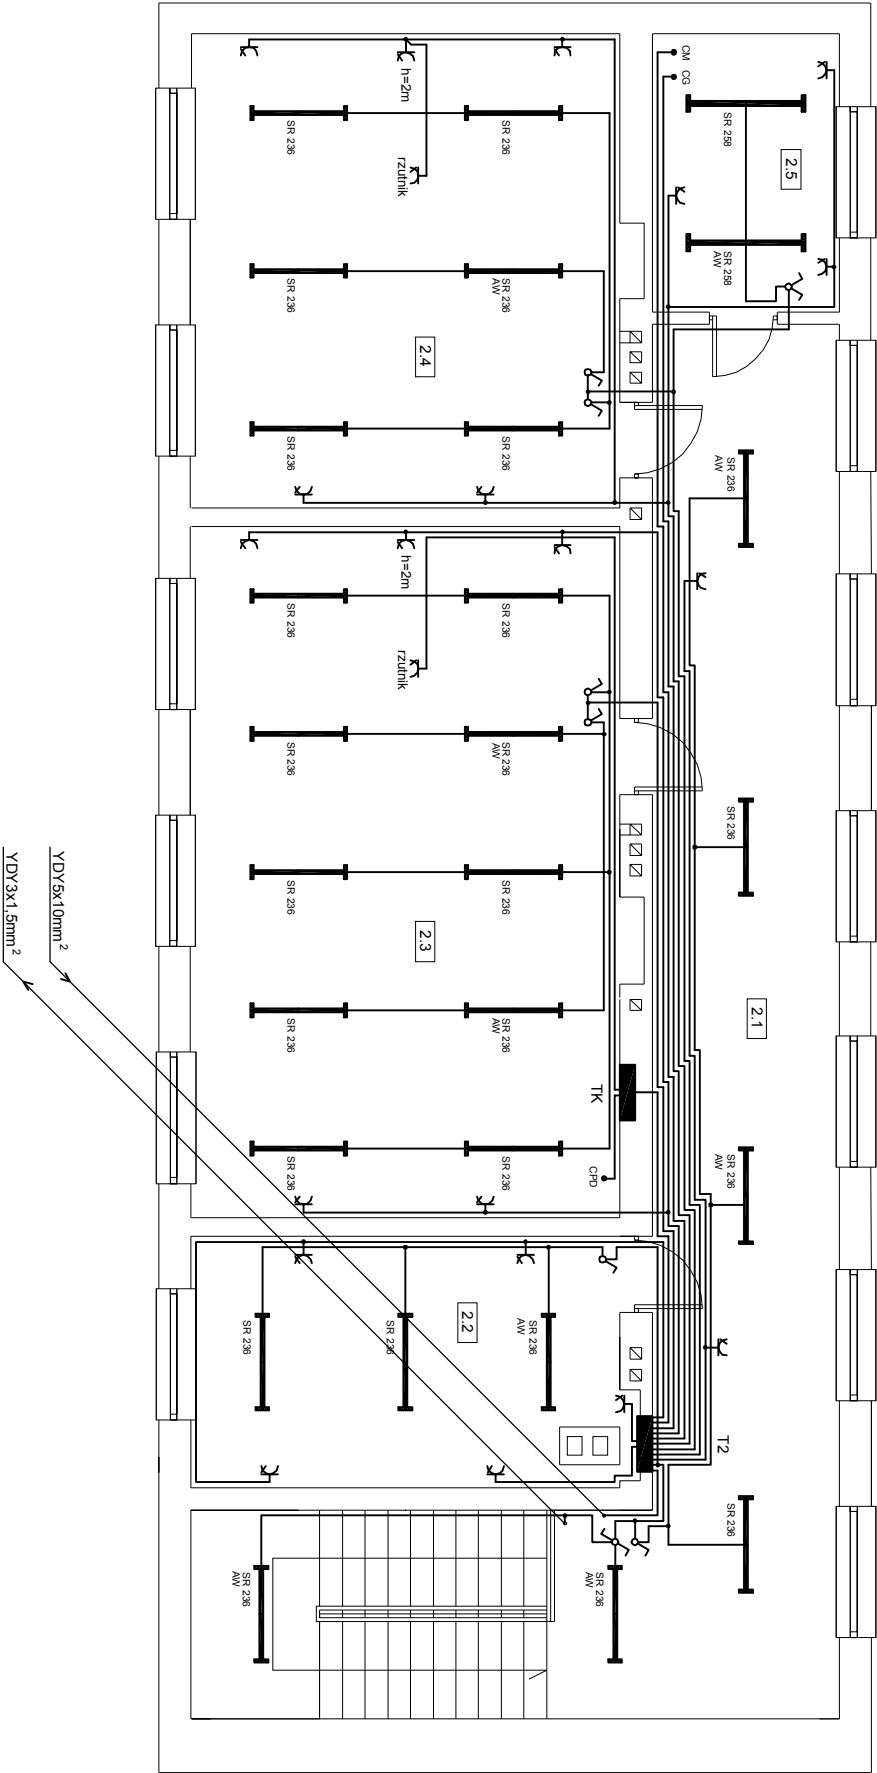 CM
CG
SR 258
2.5
SR 258
AW
h=2m
SR 236
SR 236
rzutnik
SR 236
SR 236
AW
2.4
SR 236
SR 236
SR 236
AW
h=2m
SR 236
SR 236
rzutnik
SR 236
SR 236
AW
SR 236
SR 236
SR 236
2.3
2.1
SR 236
SR 236
AW
TK
SR 236
SR 236
CPD
SR 236
AW
2.2
SR 236
SR 236
SR 236
AW
T2
SR 236
SR 236
AW
SR 236
AW
YDY5x10mm²
YDY3x1,5mm²